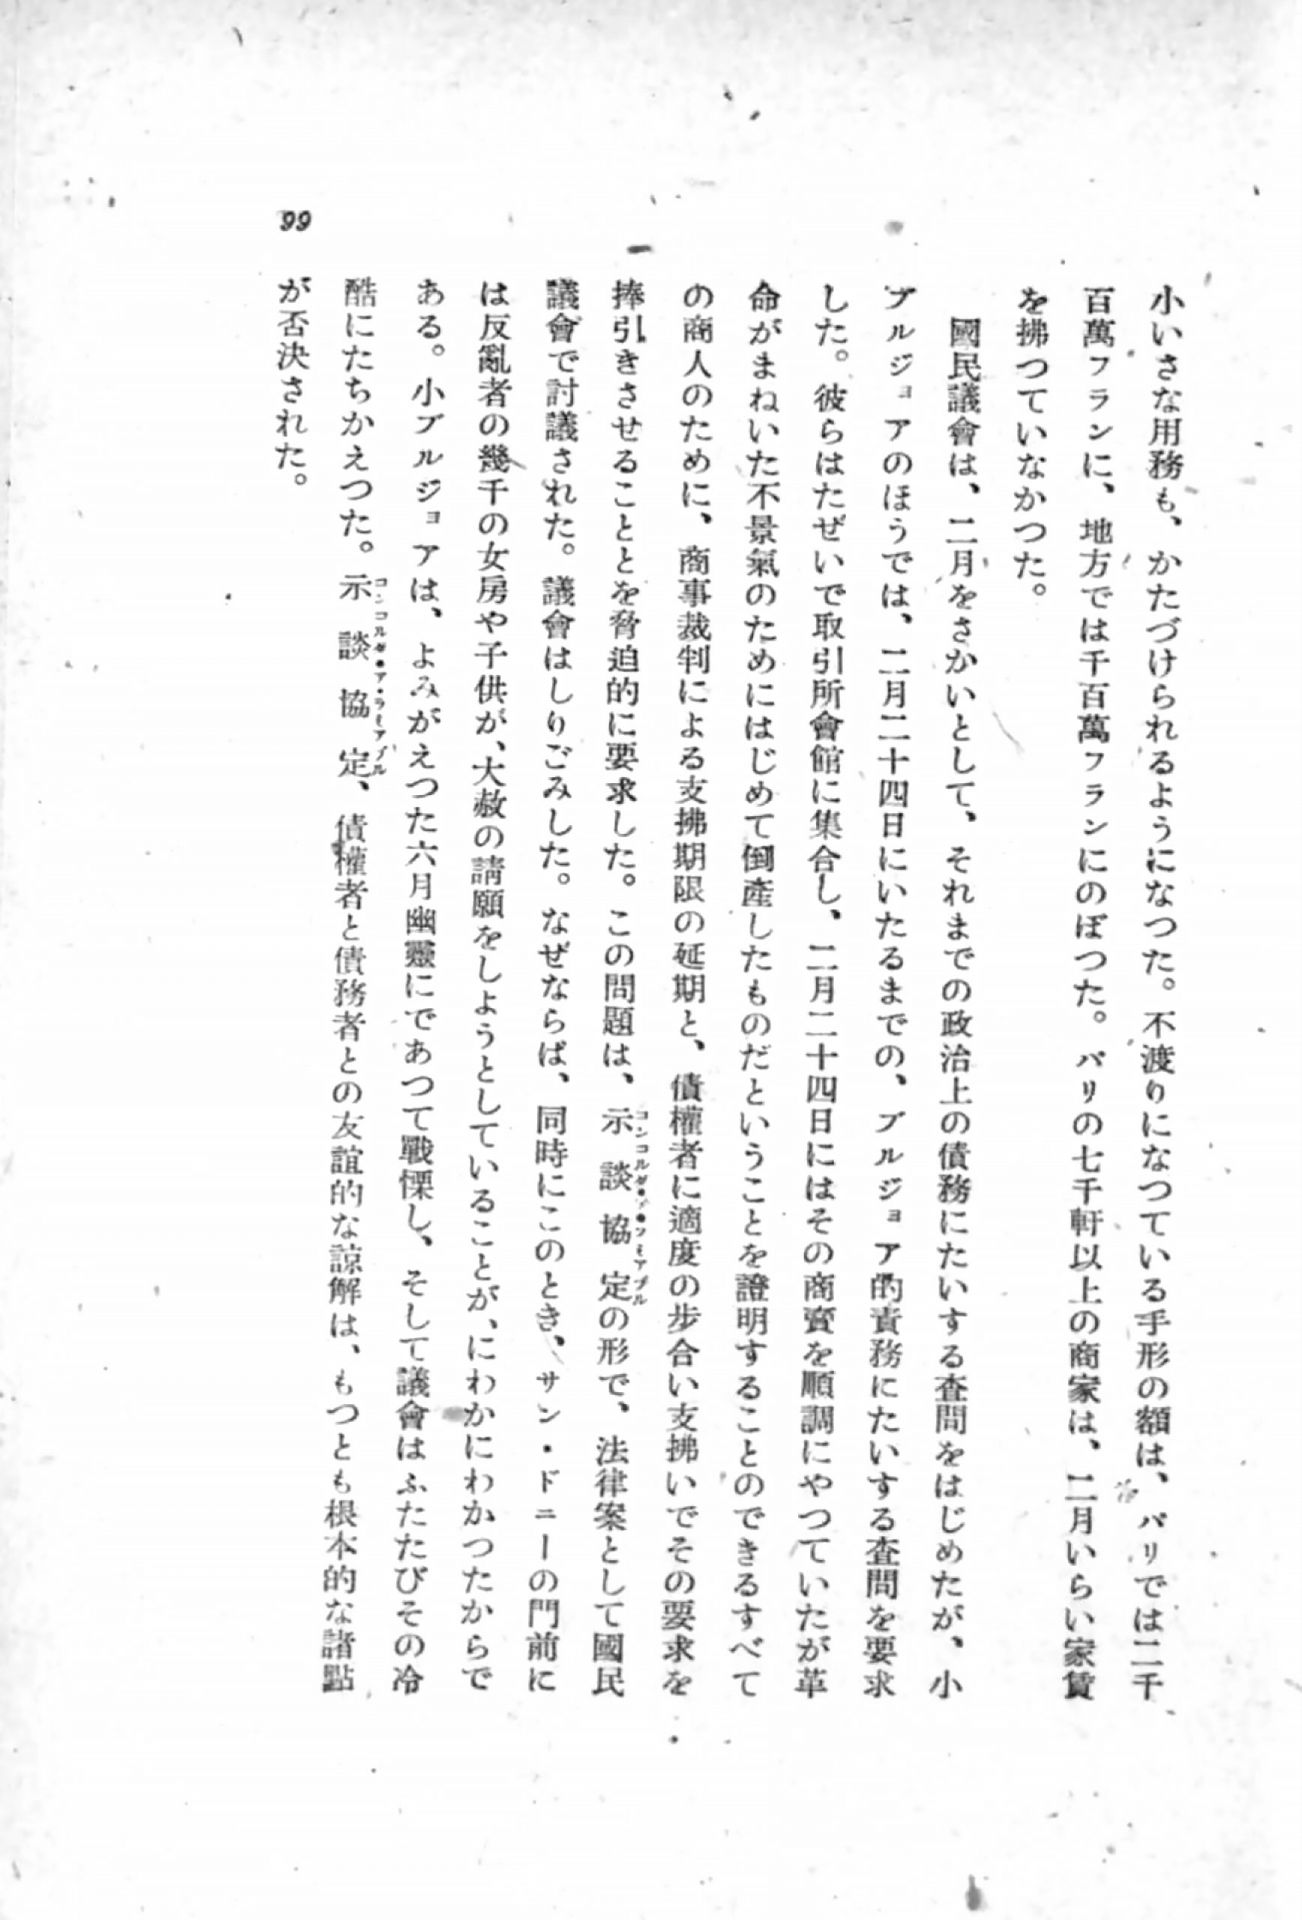 小いさな用務も、かたづけられるようになつた。不渡りになつている手形の額は、パリでは二千
百萬フランに、地方では千百萬フランにのぼつた。パリの七千軒以上の商家は、二月いらい家賃
を拂つていなかつた。
國民議會は、二月をさかいとして、それまでの政治上の債務にたいする査問をはじめたが、小
ブルジョアのほうでは、二月二十四日にいたるまでの、ブルジョア的責務にたいする査問を要求
した。彼らはたぜいで取引所會館に集合し、二月二十四日にはその商賣を順調にやつていたが革
命がまねいた不景氣のためにはじめて倒産したものだということを證明することのできるすべて
の商人のために、商事裁判による支拂期限の延期と、債權者に適度の步合い支拂いでその要求を
捧引きさせることとを脅迫的に要求した。この問題は、示談協定の形で、法律案として國民
コンコルダ・ア・ラミアブル
議會で討議された。議會はしりごみした。なぜならば、同時にこのとき、サン・ドニーの門前に
は反亂者の幾千の女房や子供が、大赦の請願をしようとしていることが、にわかにわかつたからで
ある。小ブルジョアは、よみがえつた六月幽靈にであつて戰慄し、そして議會はふたたびその冷
酷にたちかえつた。示談協定、債權者と債務者との友誼的な諒解は、もつとも根本的な諸點
コンコルダ・ア・ラミアブル
が否決された。
99